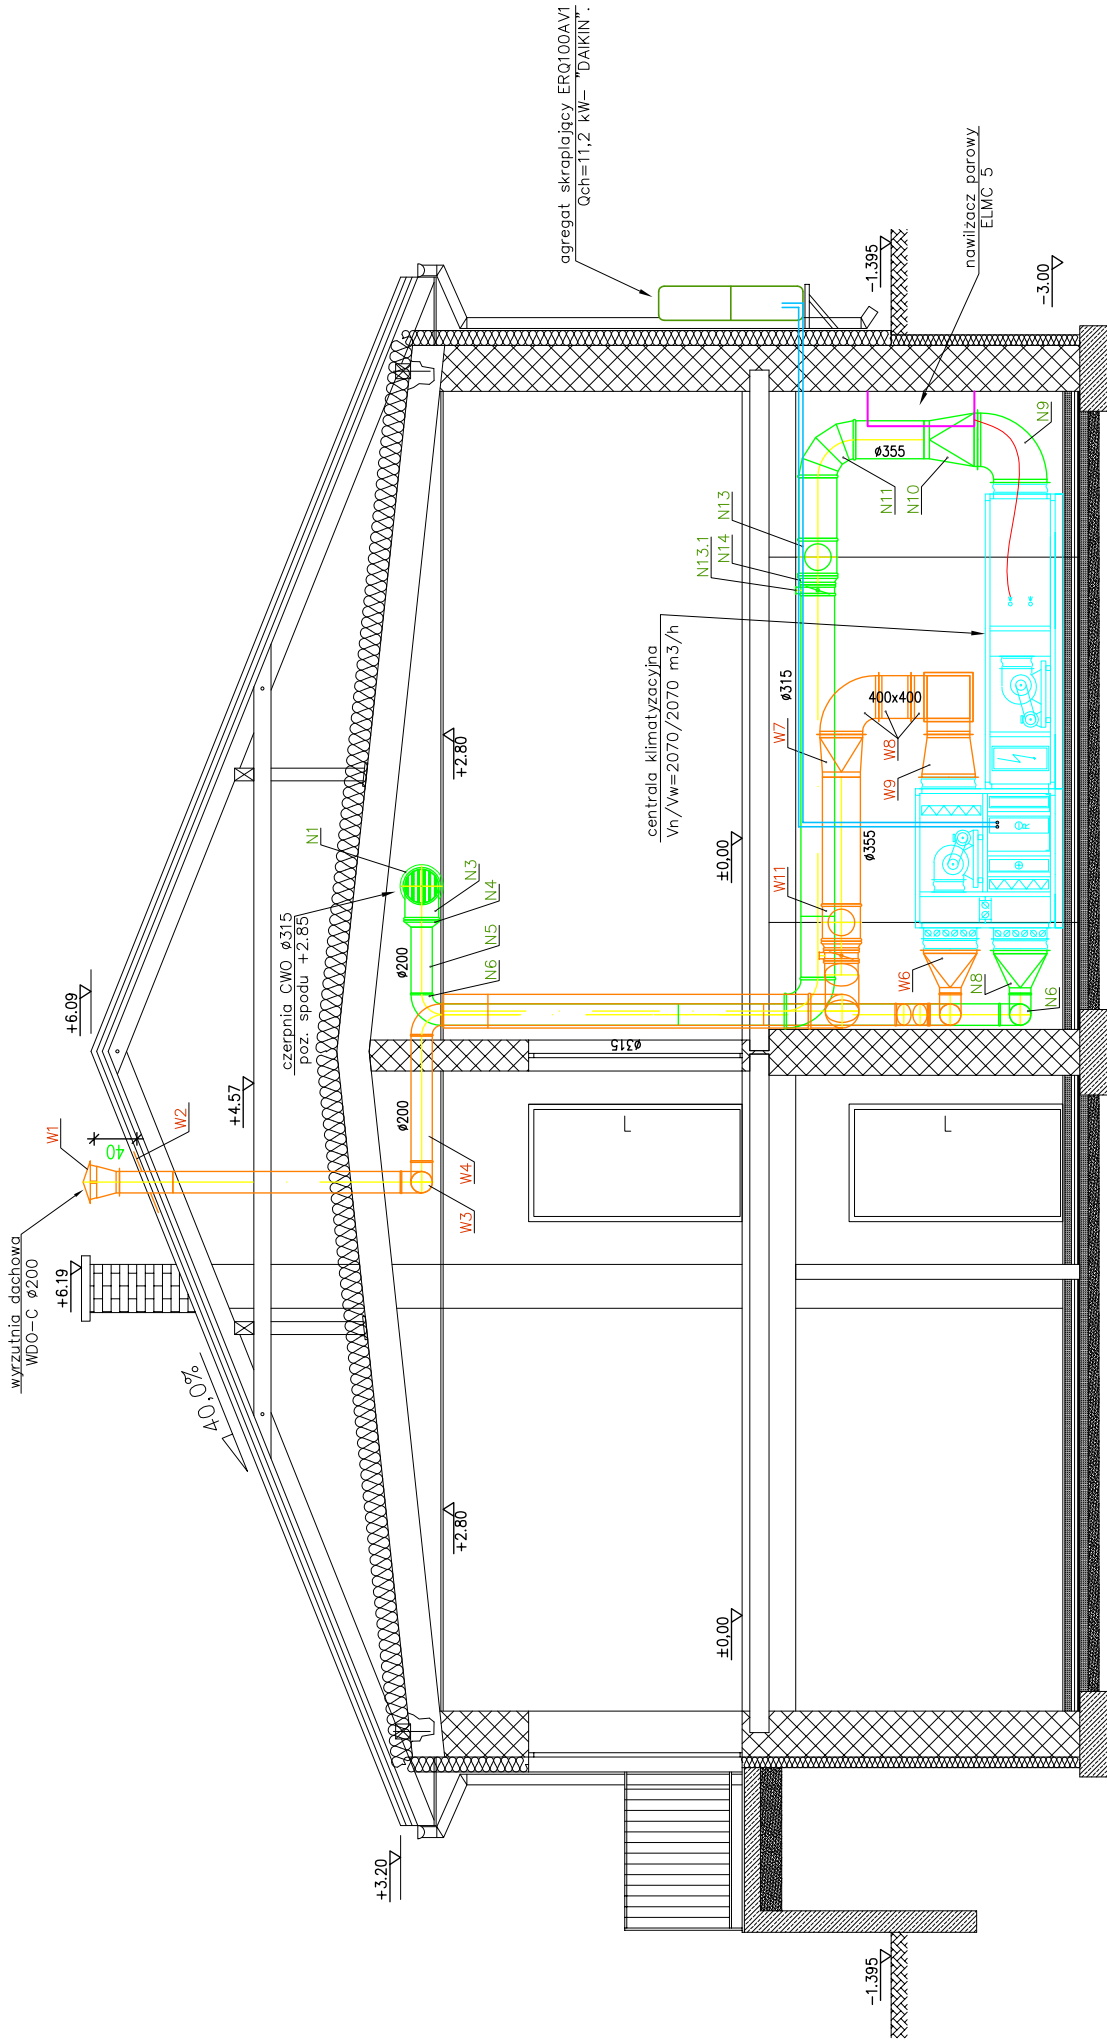 wyrzutnia dachowa
WDO-C ø200
+6.19
W1
40
W2
+6.09
40,0%
+4.57
czerpnia CWO ø315
poz. spodu +2.85
N1
N3
N4
N5
N6
ø200
ø200
W4
W3
+3.20
+2.80
+2.80
agregat skraplający ERQ100AV1
Qch=11,2 kW- "DAIKIN".
ø315
L
L
±0,00
±0,00
centrala klimatyzacyjna
Vn/Vw=2070/2070 m3/h
N13.1
N14
N13
ø315
W7
W11
ø355
400x400
W8
W9
W6
N8
N6
ø355
N11
N10
N9
nawilżacz parowy
ELMC 5
-1.395
-3.00
-1.395